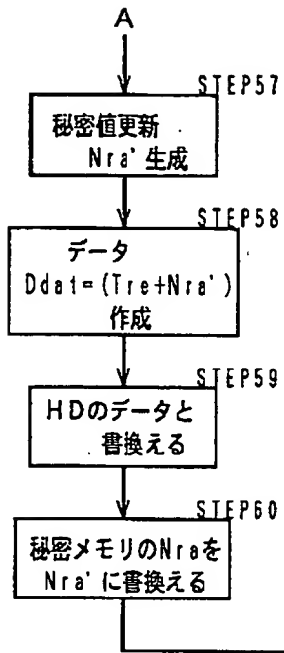 A
STEP57
秘密値更新
Nra' 生成
STEP58
データ
Ddat=(Tre+Nra')
作成
STEP59
HDのデータと
書換える
STEP60
秘密メモリのNraを
Nra' に書換える